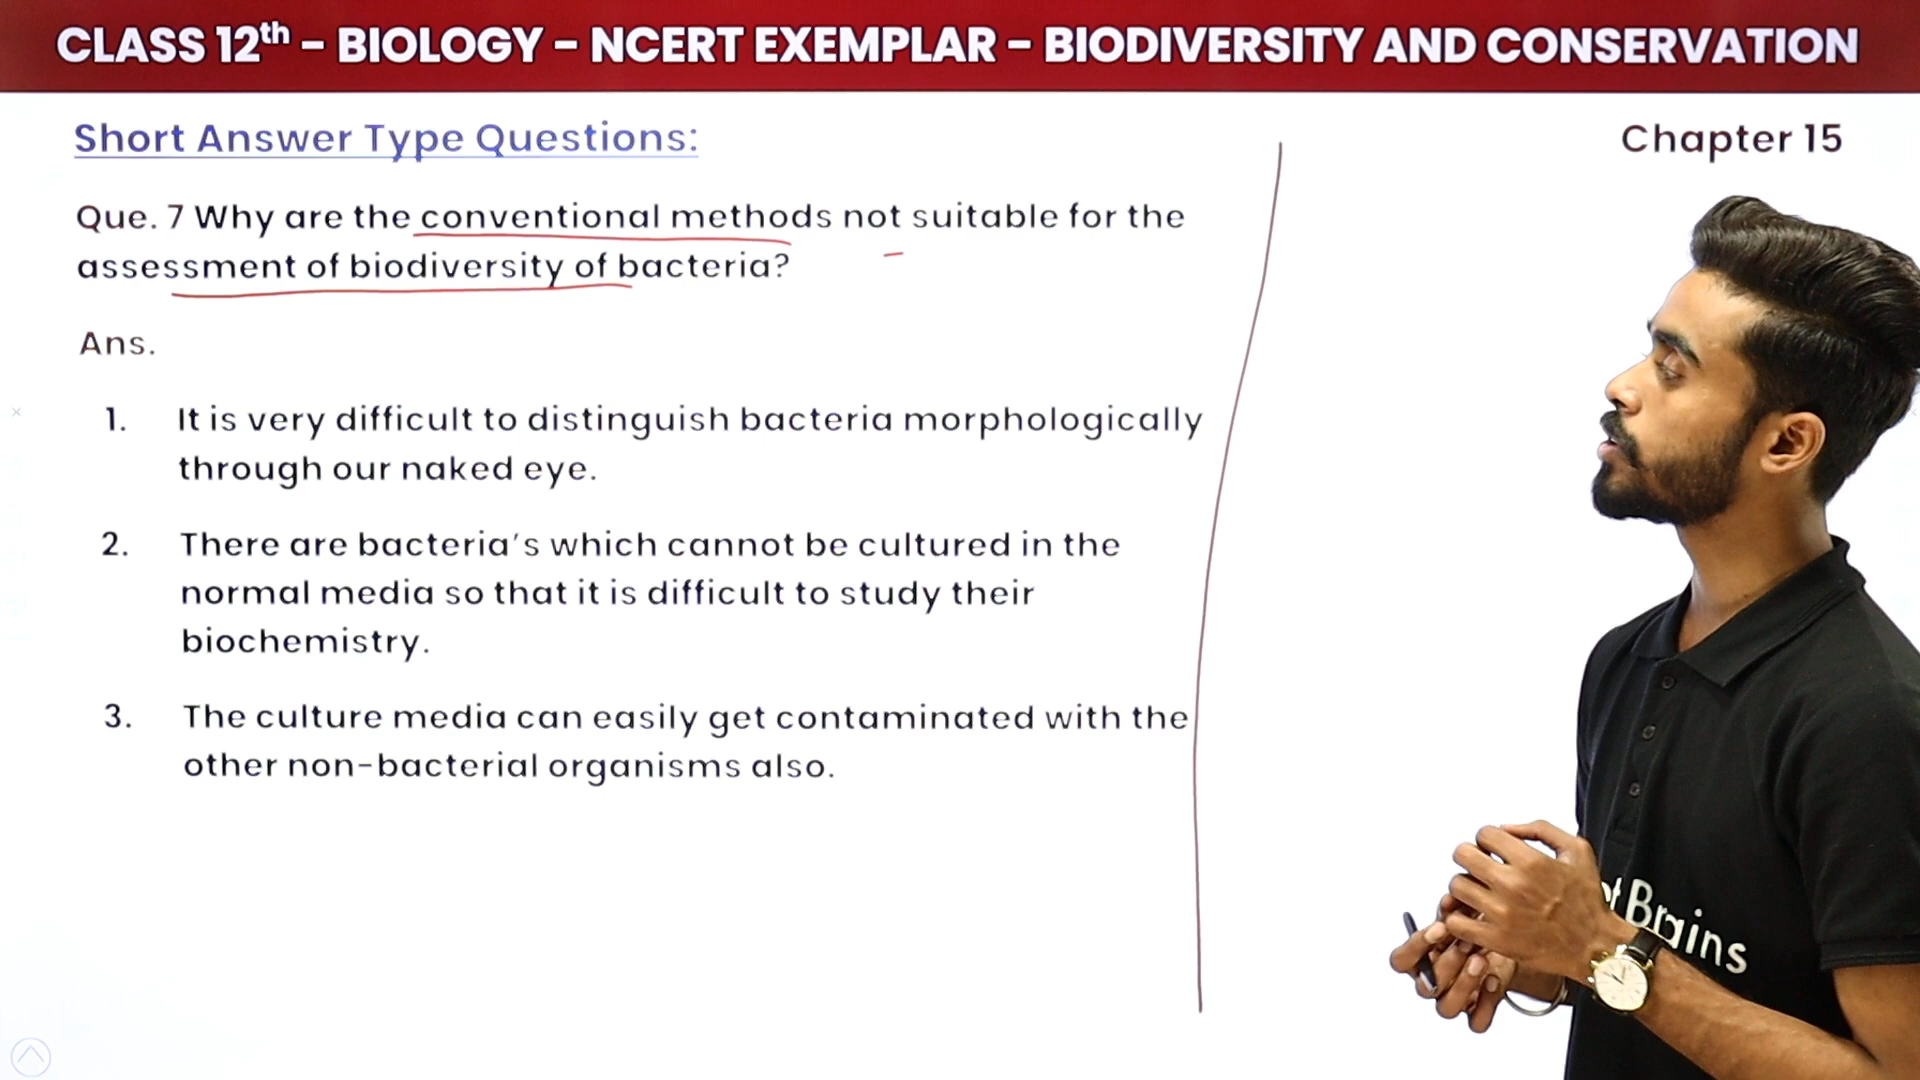 CLASS 12th – BIOLOGY – NCERT EXEMPLAR – BIODIVERSITY AND CONSERVATION
Short Answer Type Questions:
Chapter 15
Que. 7 Why are the conventional methods not suitable for the
assessment of biodiversity of bacteria?
Ans.
1. It is very difficult to distinguish bacteria morphologically
through our naked eye.
2. There are bacteria's which cannot be cultured in the
normal media so that it is difficult to study their
biochemistry.
3. The culture media can easily get contaminated with the
other non-bacterial organisms also.
Brains